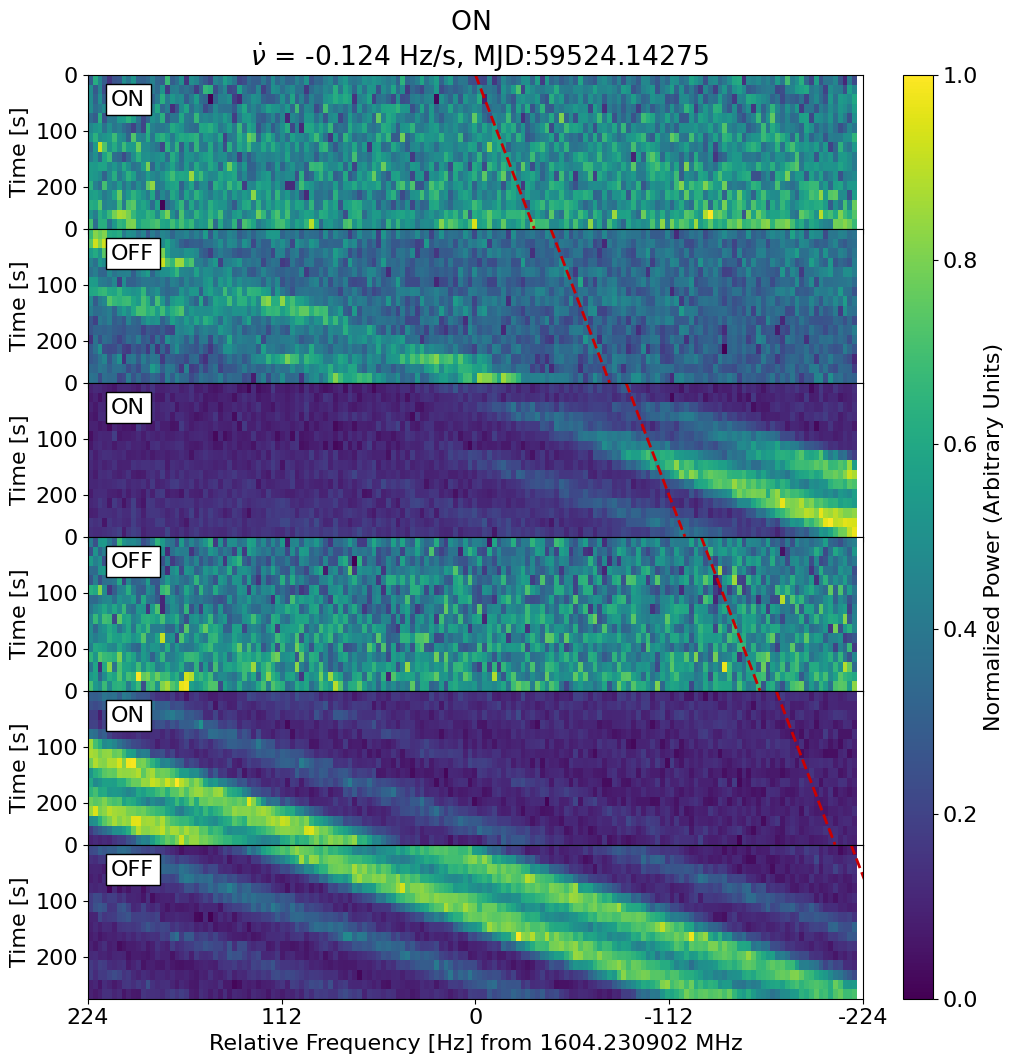 ON
ν̇ = -0.124 Hz/s, MJD:59524.14275
0
ON
100
200
Time [s]
0
OFF
100
200
Time [s]
0
ON
100
200
Time [s]
0
OFF
100
200
Time [s]
0
ON
100
200
Time [s]
0
OFF
100
200
Time [s]
224 112 0 -112 -224
Relative Frequency [Hz] from 1604.230902 MHz
1.0
0.8
0.6
0.4
0.2
0.0
Normalized Power (Arbitrary Units)